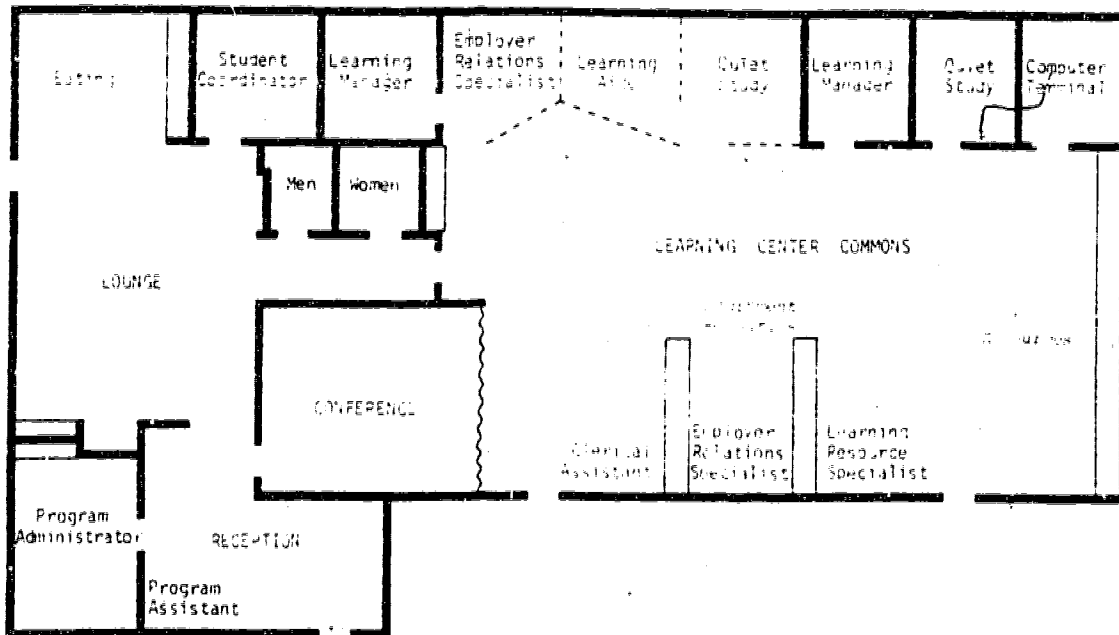 Eating
Student
Coordinator
Learning
Manager
Employer
Relations
Specialist
Learning
Quiet
Study
Learning
Manager
Quiet
Study
Computer
Terminal
Men
Women
LEARNING CENTER COMMONS
LOUNGE
CONFERENCE
Clerical
Assistant
Employer
Relations
Specialist
Learning
Resource
Specialist
Program
Administrator
RECEPTION
Program
Assistant